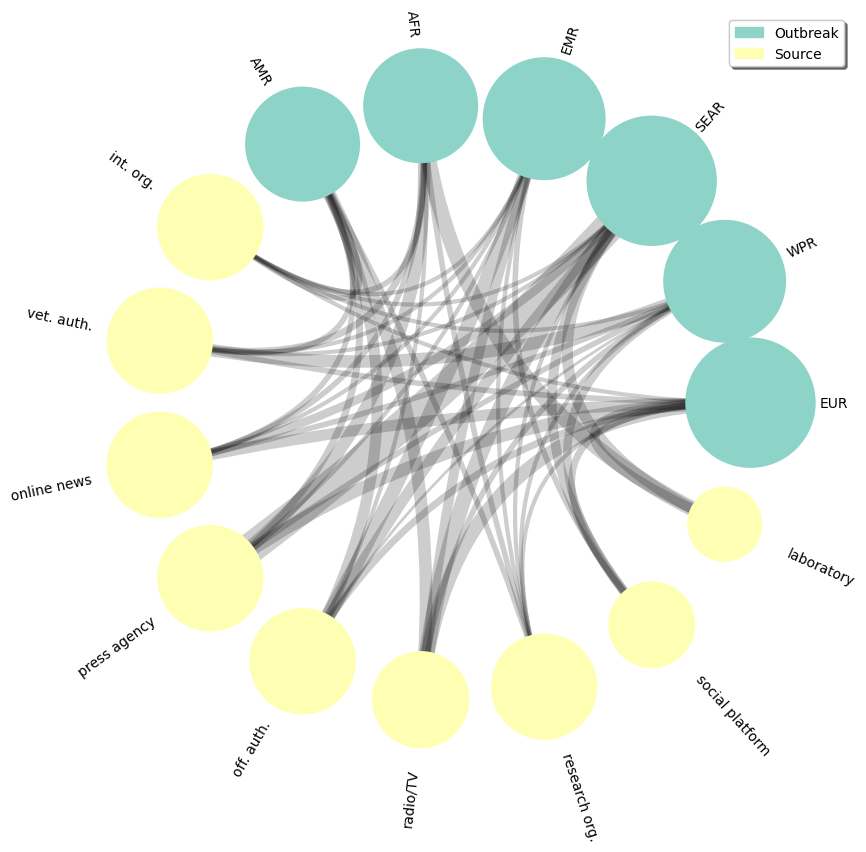 Outbreak
Source
AFR
EMR
AMR
SEAR
int. org.
WPR
vet. auth.
EUR
online news
laboratory
press agency
social platform
off. auth.
radio/TV
research org.